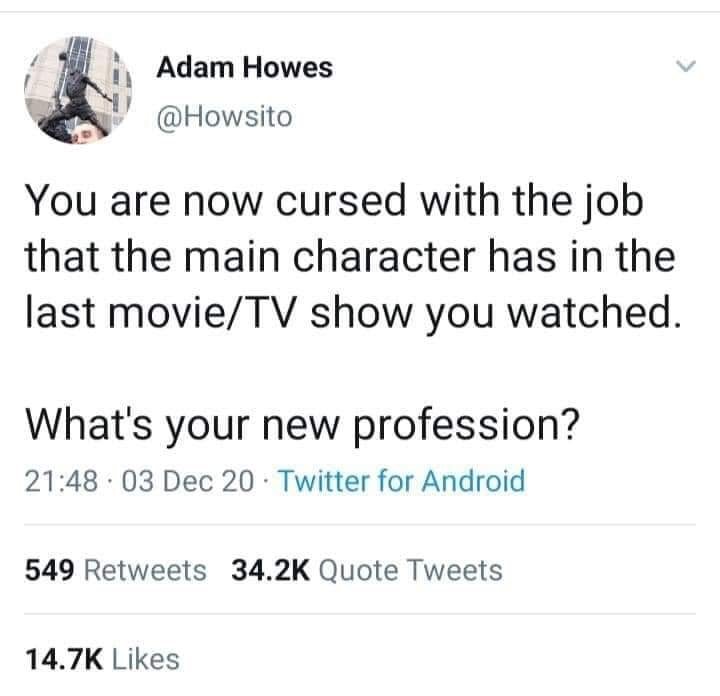 Adam Howes
@Howsito
You are now cursed with the job
that the main character has in the
last movie/TV show you watched.
What's your new profession?
21:48 · 03 Dec 20 · Twitter for Android
549 Retweets 34.2K Quote Tweets
14.7K Likes